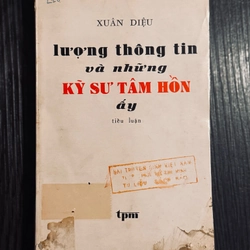 XUÂN DIỆU
lượng thông tin
và những
KỸ SƯ TÂM HỒN
ấy
tiểu luận
tpm